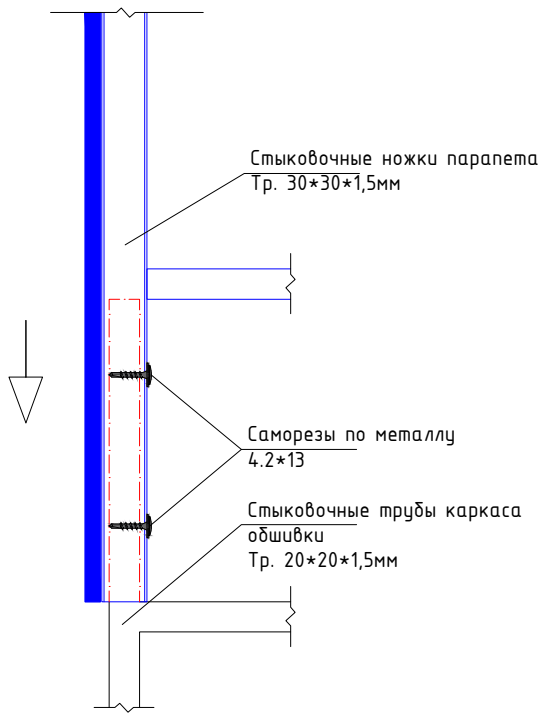 Стыковочные ножки парапета
Тр. 30*30*1,5мм
Саморезы по металлу
4.2*13
Стыковочные трубы каркаса
обшивки
Тр. 20*20*1,5мм